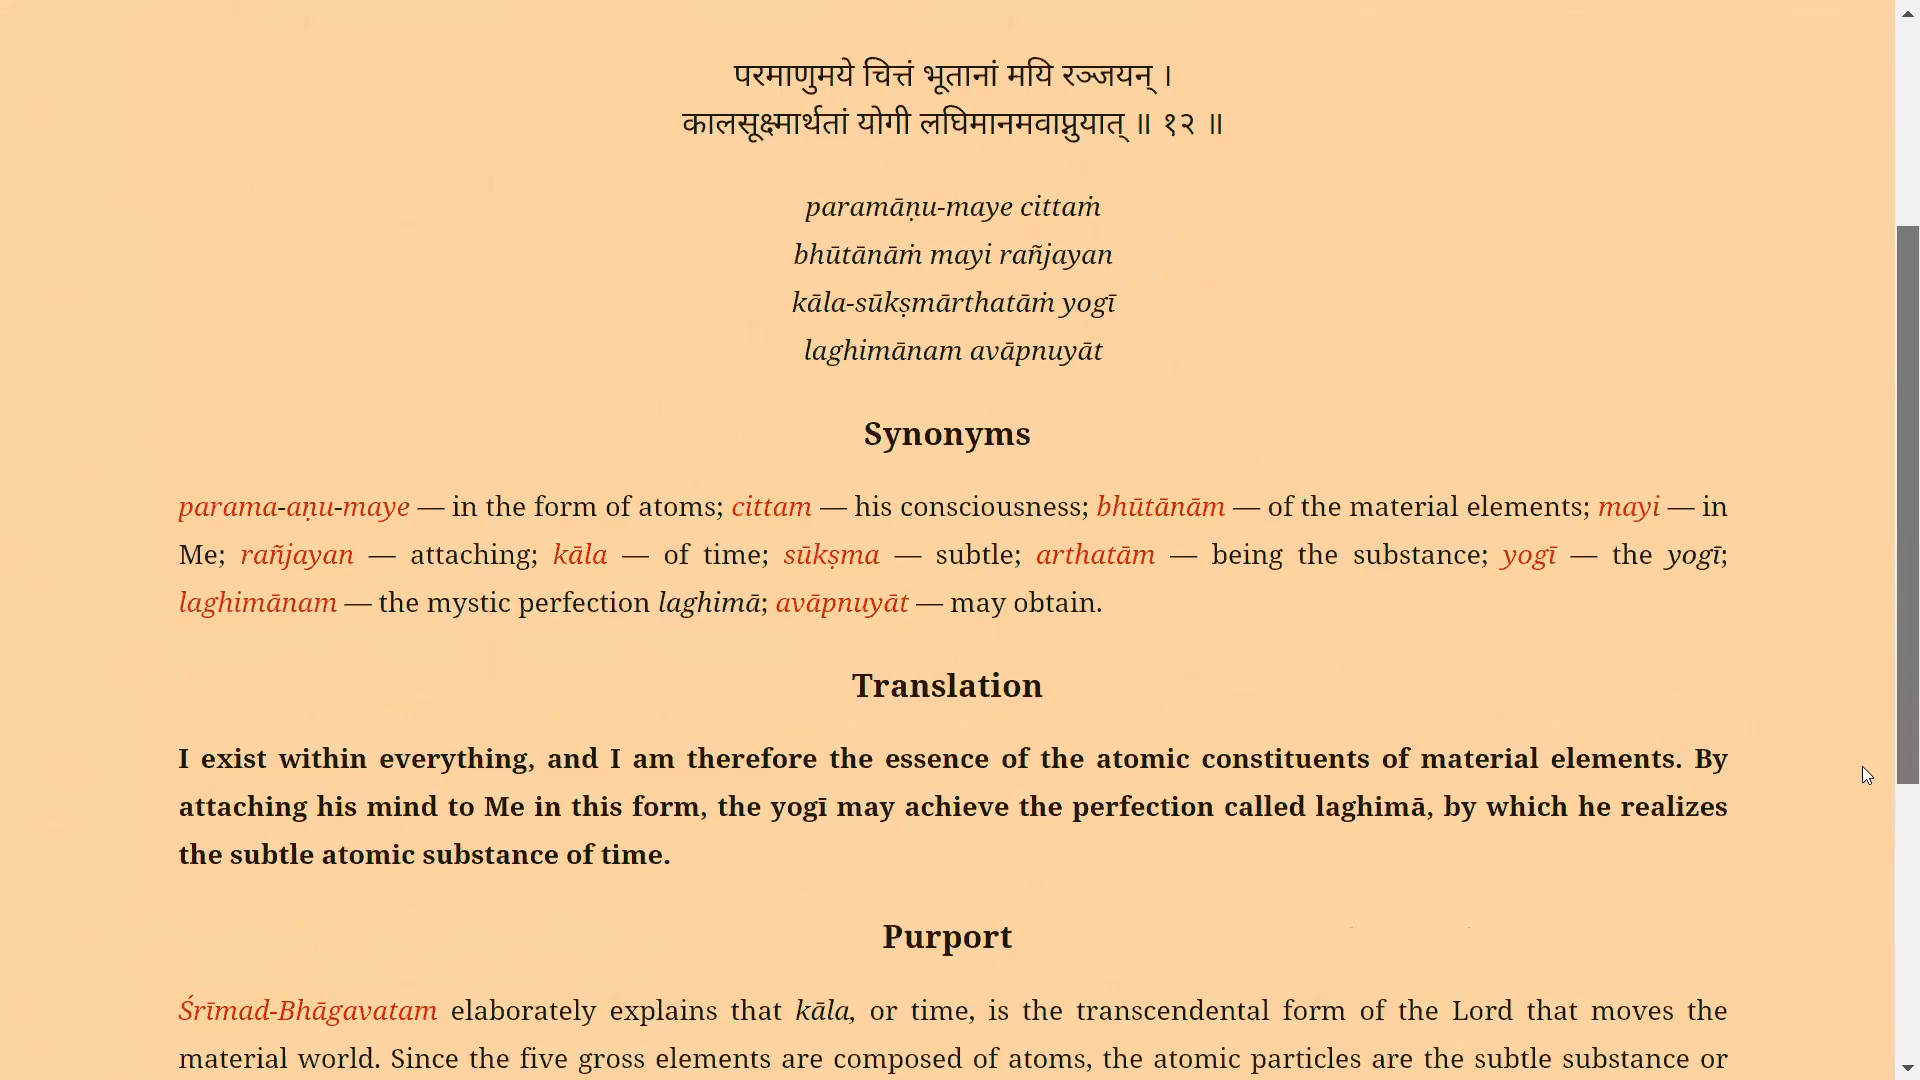 परमाणुमये चित्तं भूतानां मयि रञ्जयन् ।
कालसूक्ष्मार्थतां योगी लघिमानमवाप्नुयात् ॥ १२ ॥
paramāṇu-maye cittaṁ
bhūtānāṁ mayi rañjayan
kāla-sūkṣmārthatāṁ yogī
laghimānam avāpnuyāt
Synonyms
parama-aṇu-maye — in the form of atoms; cittam — his consciousness; bhūtānām — of the material elements; mayi — in
Me; rañjayan — attaching; kāla — of time; sūkṣma — subtle; arthatām — being the substance; yogī — the yogī;
laghimānam — the mystic perfection laghimā; avāpnuyāt — may obtain.
Translation
I exist within everything, and I am therefore the essence of the atomic constituents of material elements. By
attaching his mind to Me in this form, the yogī may achieve the perfection called laghimā, by which he realizes
the subtle atomic substance of time.
Purport
Śrīmad-Bhāgavatam elaborately explains that kāla, or time, is the transcendental form of the Lord that moves the
material world. Since the five gross elements are composed of atoms, the atomic particles are the subtle substance or